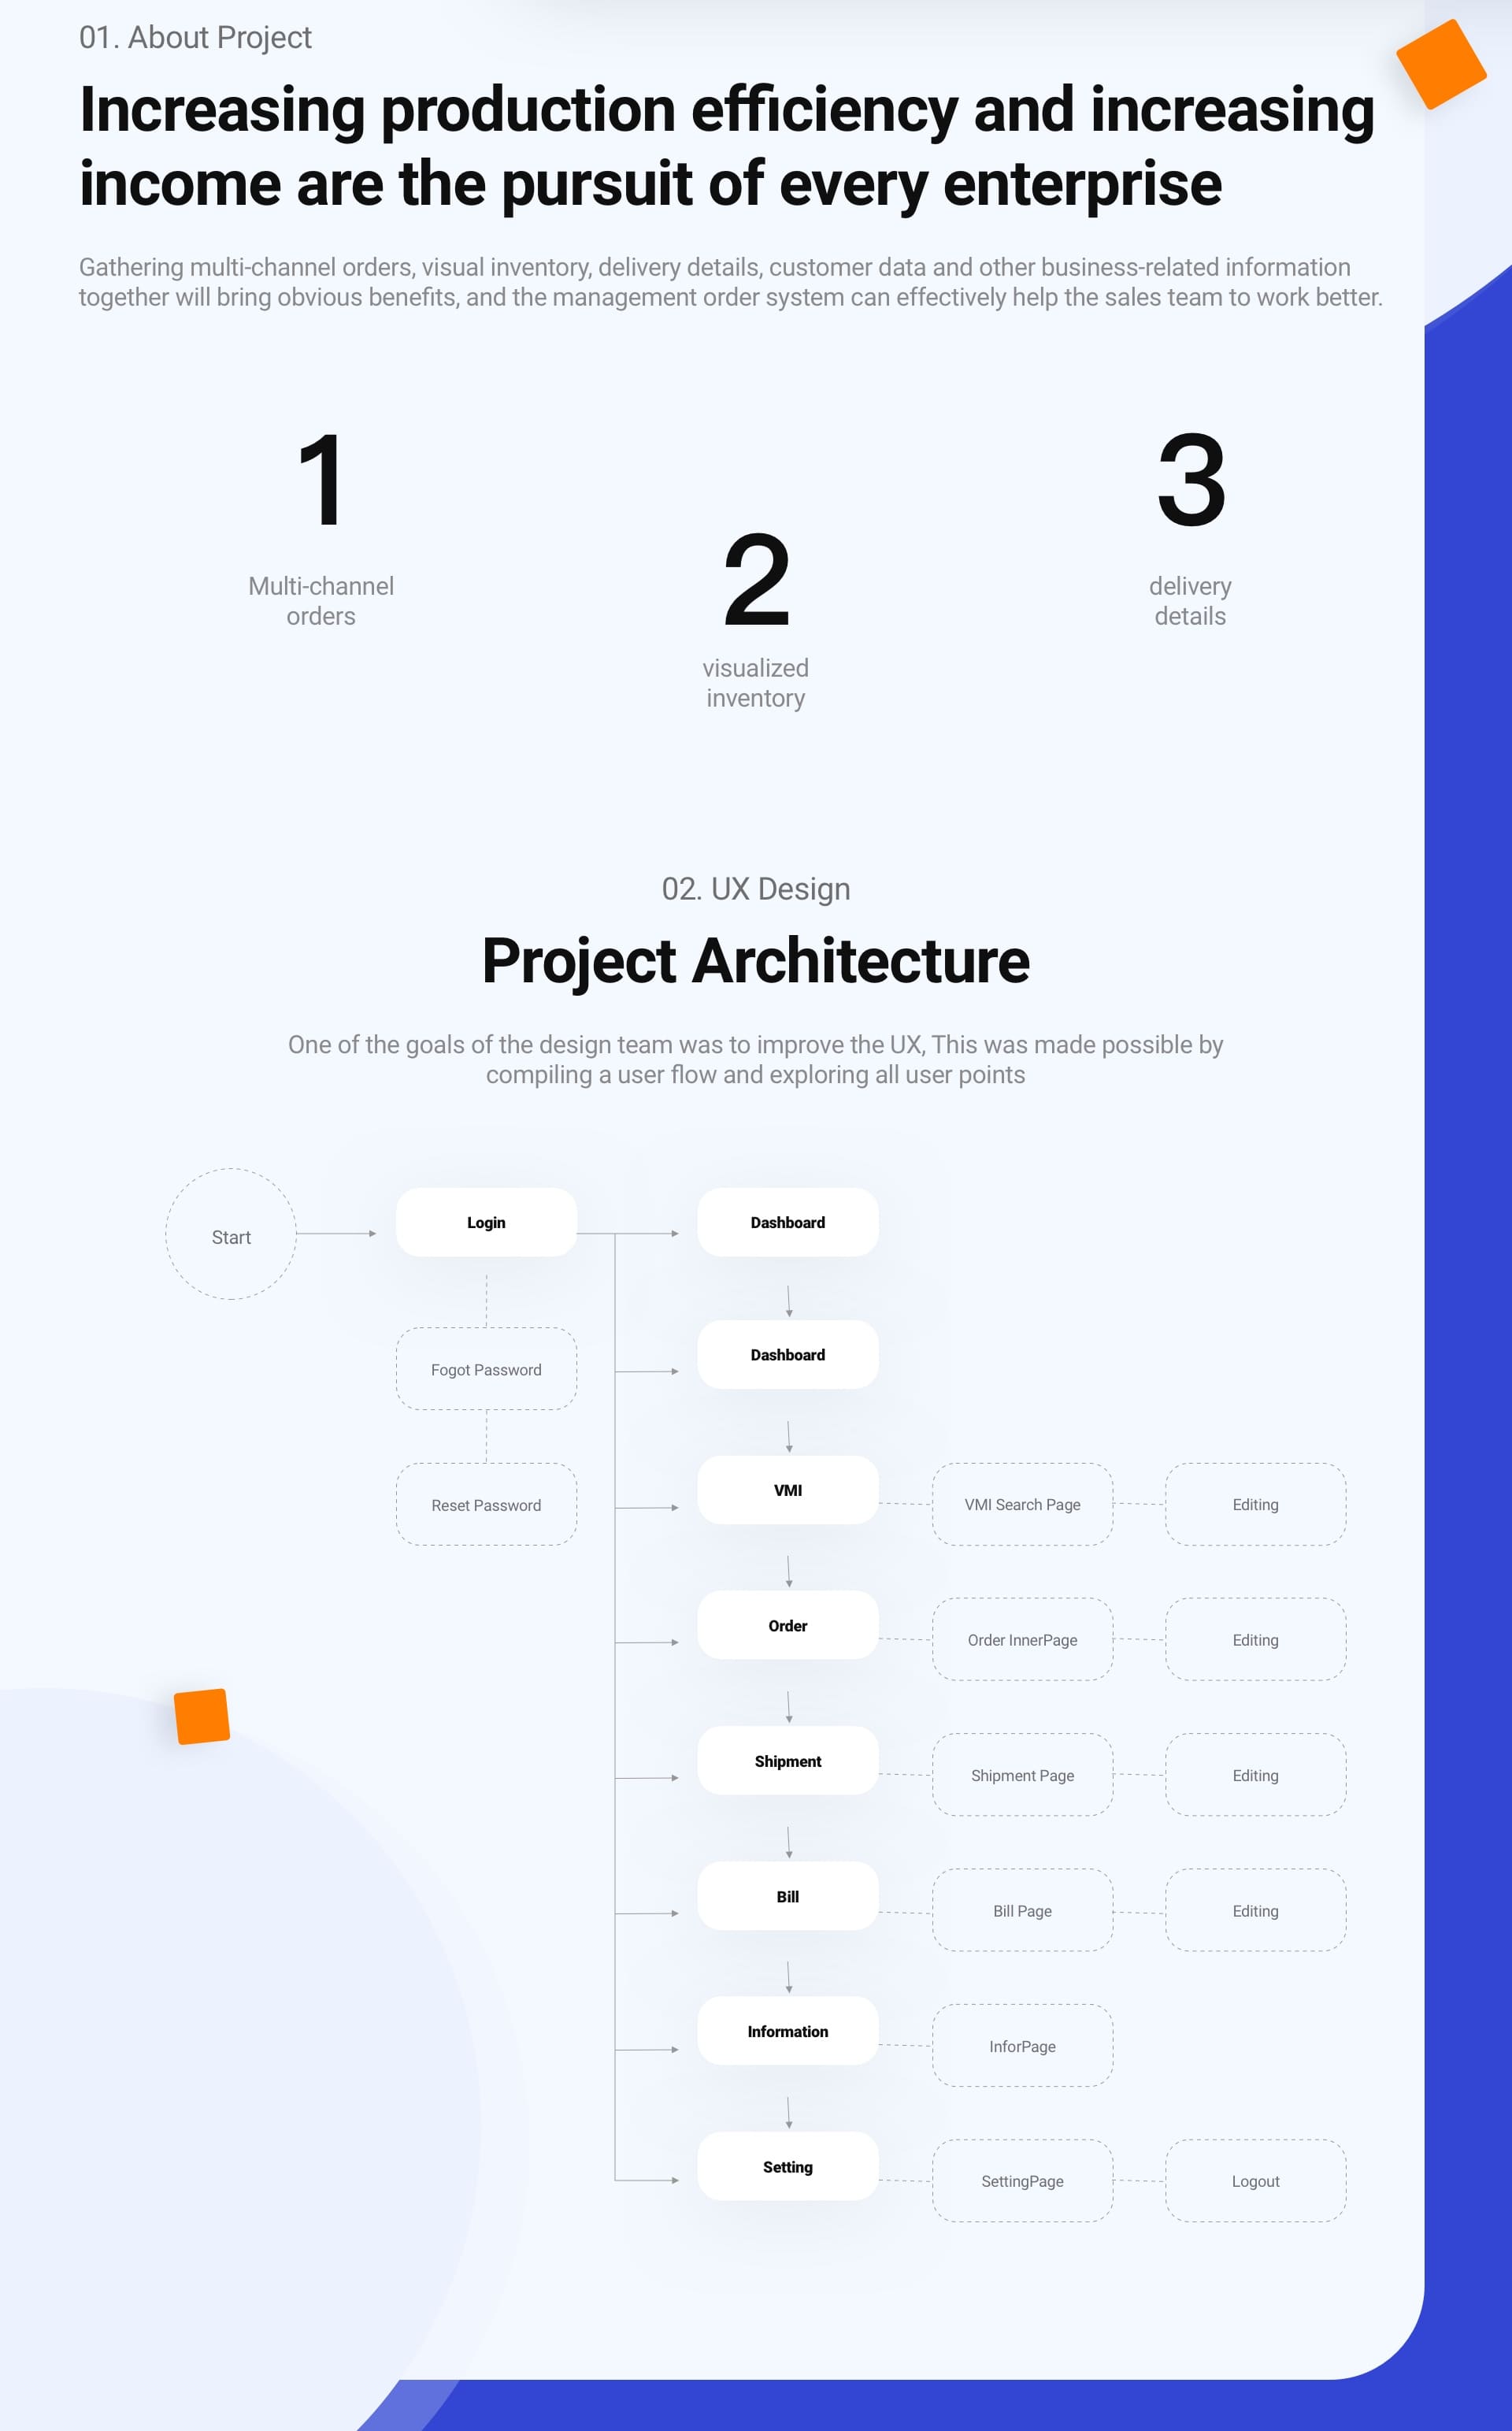 01. About Project
Increasing production efficiency and increasing
income are the pursuit of every enterprise
Gathering multi-channel orders, visual inventory, delivery details, customer data and other business-related information
together will bring obvious benefits, and the management order system can effectively help the sales team to work better.
1
Multi-channel
orders
2
visualized
inventory
3
delivery
details
02. UX Design
Project Architecture
One of the goals of the design team was to improve the UX, This was made possible by
compiling a user flow and exploring all user points
Start
Login
Dashboard
Fogot Password
Dashboard
Reset Password
VMI
VMI Search Page
Editing
Order
Order InnerPage
Editing
Shipment
Shipment Page
Editing
Bill
Bill Page
Editing
Information
InforPage
Setting
SettingPage
Logout